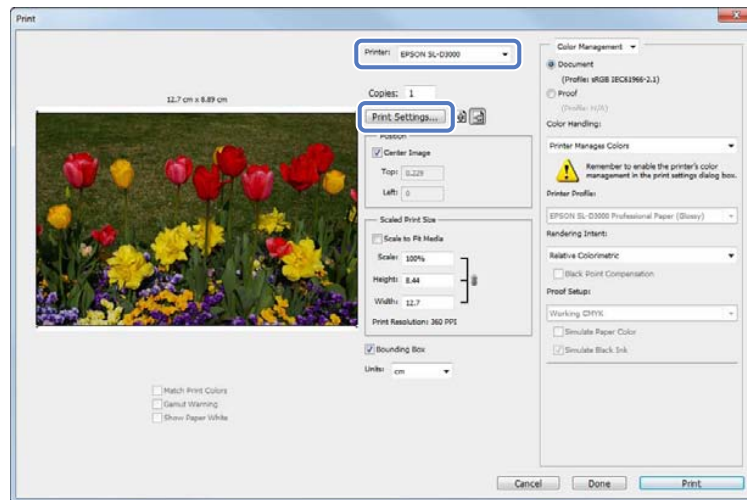 Print
Printer: EPSON SL-D3000
Copies: 1
Print Settings...
Position
Center Image
Top: 0.229
Left: 0
Scaled Print Size
Scale to Fit Media
Scale: 100%
Height: 8.44
Width: 12.7
Print Resolution: 360 PPI
Bounding Box
Units: cm
12.7 cm x 8.89 cm
Match Print Colors
Gamut Warning
Show Paper White
Color Management
Document
(Profile: sRGB IEC61966-2.1)
Proof
(Profile: N/A)
Color Handling:
Printer Manages Colors
Remember to enable the printer's color
management in the print settings dialog box.
Printer Profile:
EPSON SL-D3000 Professional Paper (Glossy)
Rendering Intent:
Relative Colorimetric
Black Point Compensation
Proof Setup:
Working CMYK
Simulate Paper Color
Simulate Black Ink
Cancel
Done
Print